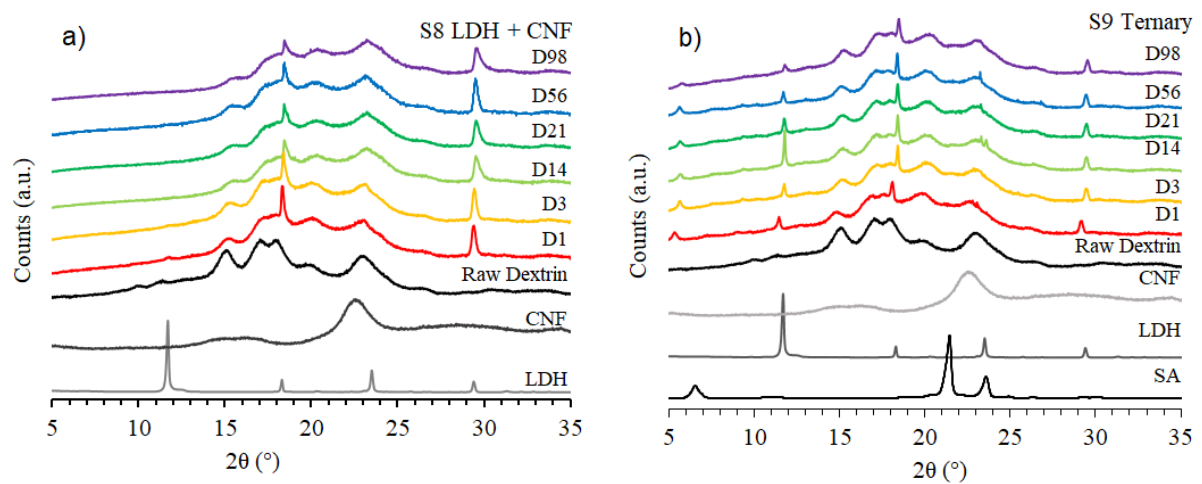 a)
S8 LDH + CNF
D98
D56
D21
D14
D3
D1
Raw Dextrin
CNF
LDH
Counts (a.u.)
5 10 15 20 25 30 35
2θ (°)
b)
S9 Ternary
D98
D56
D21
D14
D3
D1
Raw Dextrin
CNF
LDH
SA
Counts (a.u.)
5 10 15 20 25 30 35
2θ (°)